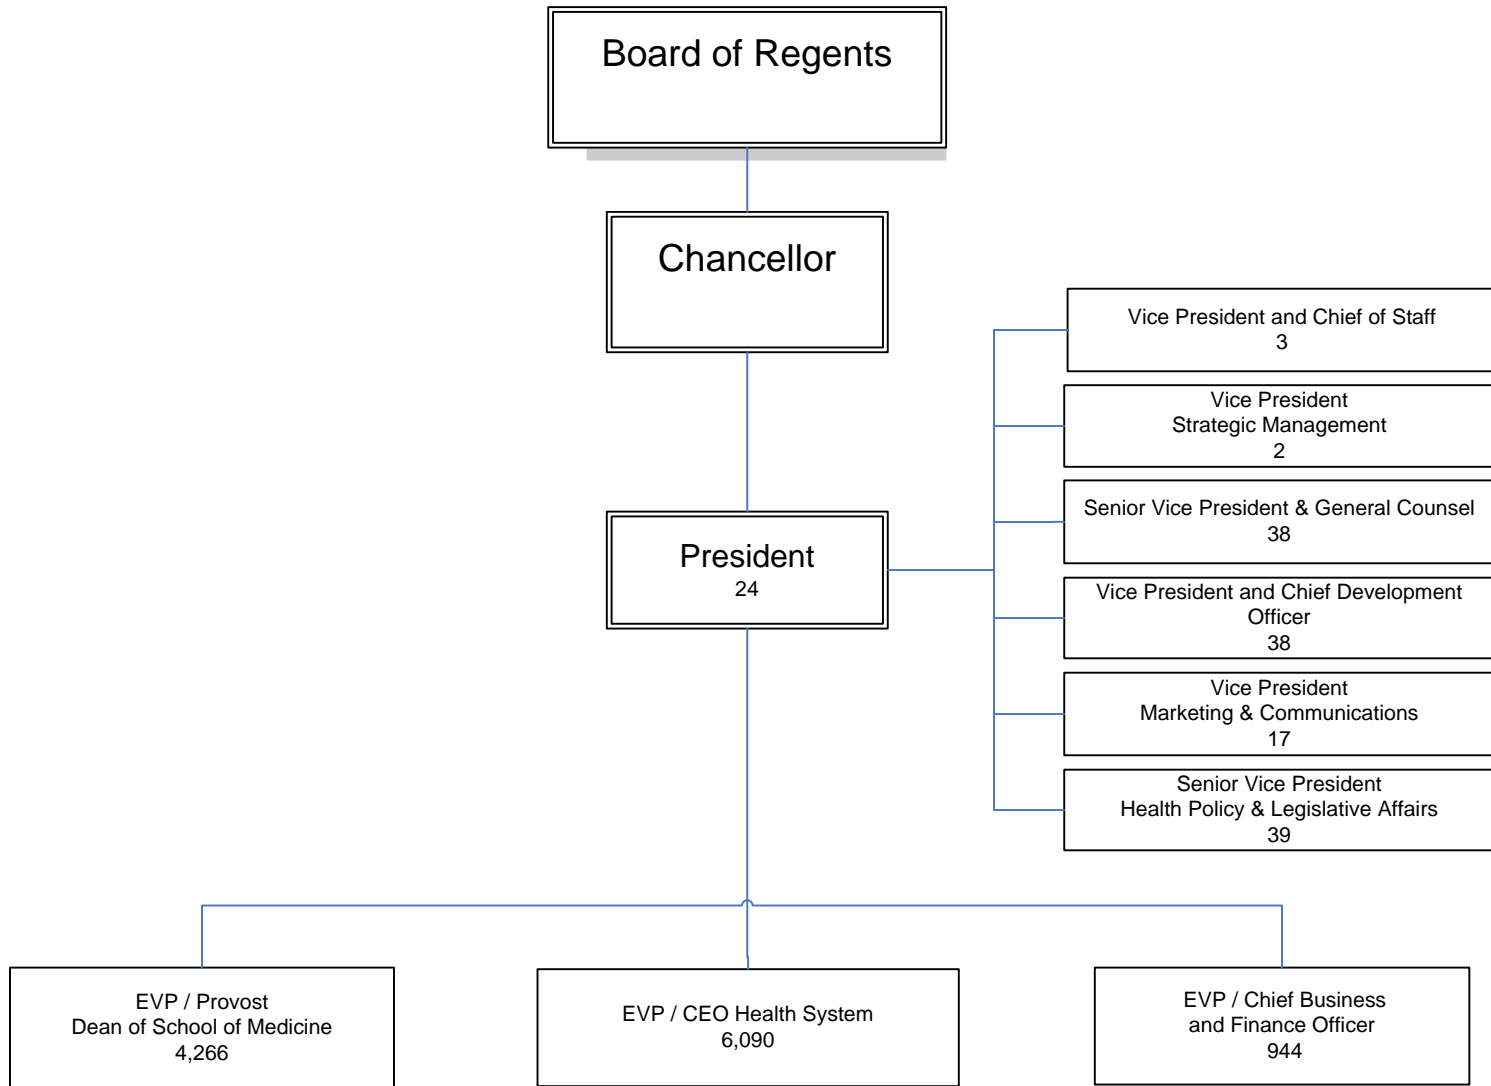 Board of Regents
Chancellor
Vice President and Chief of Staff
3
Vice President
Strategic Management
2
Senior Vice President & General Counsel
38
President
24
Vice President and Chief Development
Officer
38
Vice President
Marketing & Communications
17
Senior Vice President
Health Policy & Legislative Affairs
39
EVP / Provost
Dean of School of Medicine
4,266
EVP / CEO Health System
6,090
EVP / Chief Business
and Finance Officer
944